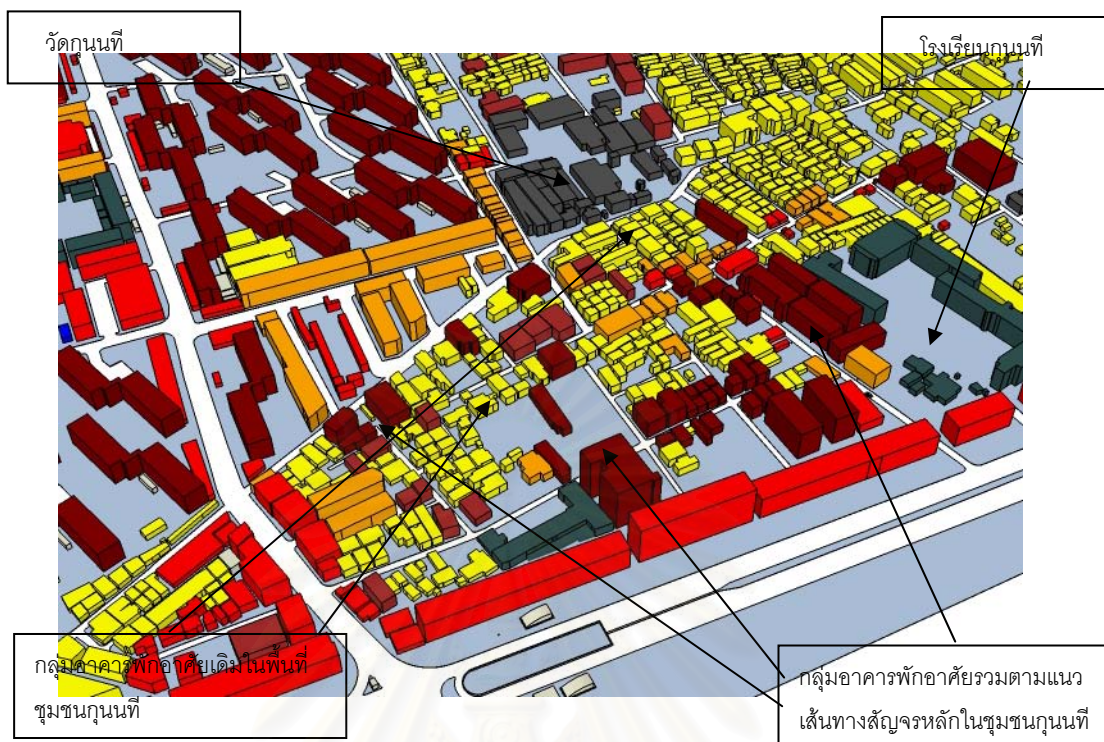 วัดกุนนที
โรงเรียนกุนนที
กลุ่มอาคารพักอาศัยเดิมในพื้นที่
ชุมชนกุนนที
กลุ่มอาคารพักอาศัยรวมตามแนว
เส้นทางสัญจรหลักในชุมชนกุนนที